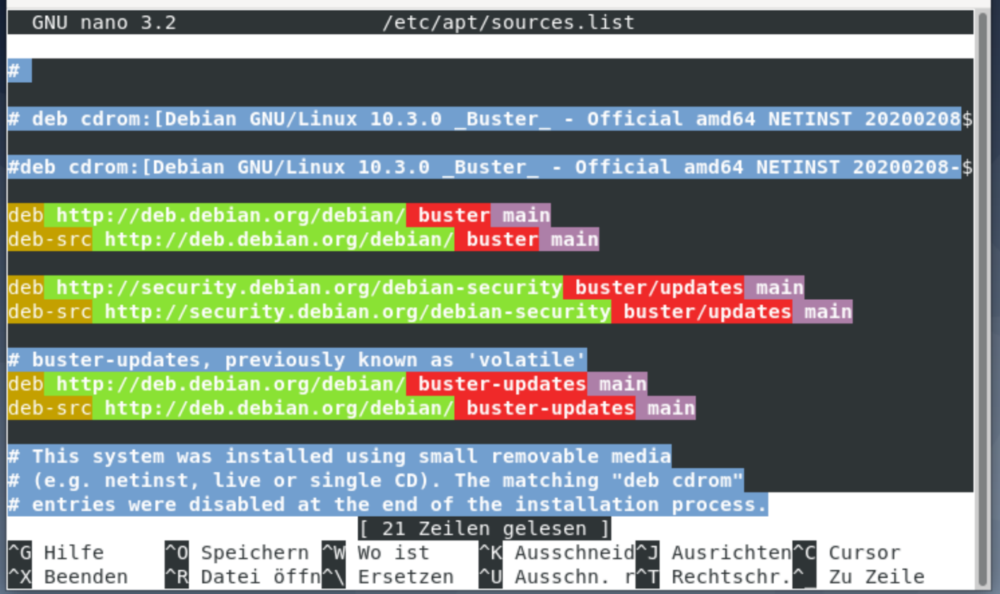 GNU nano 3.2 /etc/apt/sources.list
#
# deb cdrom:[Debian GNU/Linux 10.3.0 _Buster_ - Official amd64 NETINST 20200208$
#deb cdrom:[Debian GNU/Linux 10.3.0 _Buster_ - Official amd64 NETINST 20200208-$
deb http://deb.debian.org/debian/ buster main
deb-src http://deb.debian.org/debian/ buster main
deb http://security.debian.org/debian-security buster/updates main
deb-src http://security.debian.org/debian-security buster/updates main
# buster-updates, previously known as 'volatile'
deb http://deb.debian.org/debian/ buster-updates main
deb-src http://deb.debian.org/debian/ buster-updates main
# This system was installed using small removable media
# (e.g. netinst, live or single CD). The matching "deb cdrom"
# entries were disabled at the end of the installation process.
[ 21 Zeilen gelesen ]
^G Hilfe ^O Speichern ^W Wo ist ^K Ausschneid ^J Ausrichten ^C Cursor
^X Beenden ^R Datei öffn ^\ Ersetzen ^U Ausschn. r ^T Rechtschr. ^_ Zu Zeile